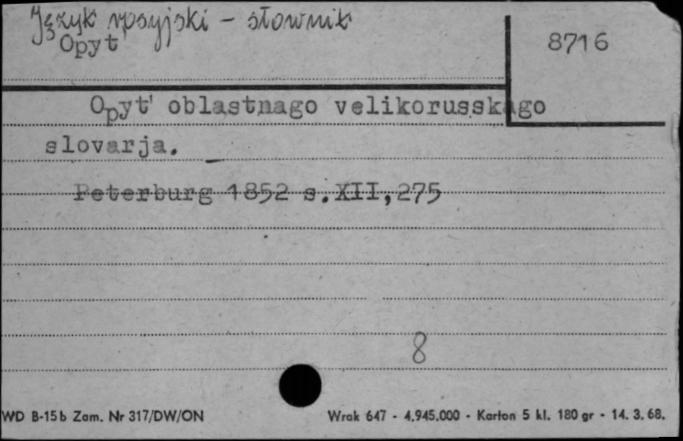 Język rosyjski - słownik
Opyt
8716
Opyt' oblastnago velikorusskago
slovarja.
Peterburg 1852 s.XII,275
8
WD B-15b Zam. Nr 317/DW/ON
Wrak 647 - 4.945.000 - Karton 5 kl. 180 gr - 14. 3. 68.